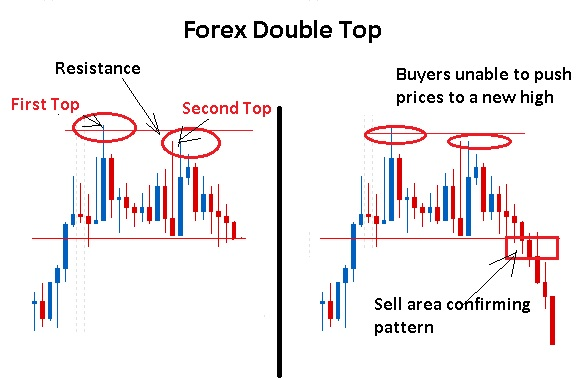 Forex Double Top
Resistance
First Top
Second Top
Buyers unable to push
prices to a new high
Sell area confirming
pattern